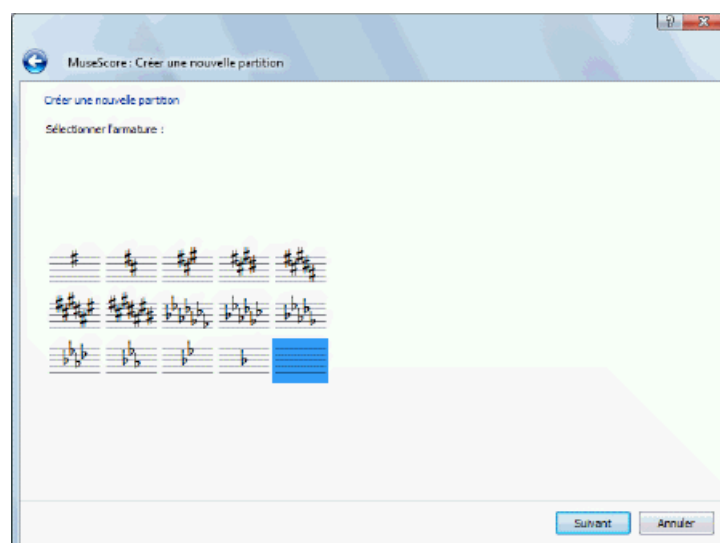 MuseScore : Créer une nouvelle partition
Créer une nouvelle partition
Sélectionner l'armature :
Suivant
Annuler